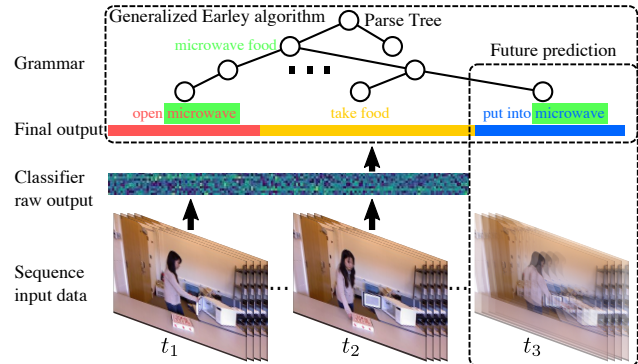 Generalized Earley algorithm
Parse Tree
microwave food
Future prediction
Grammar
open microwave
take food
put into microwave
Final output
Classifier
raw output
Sequence
input data
...
...
t1
t2
t3